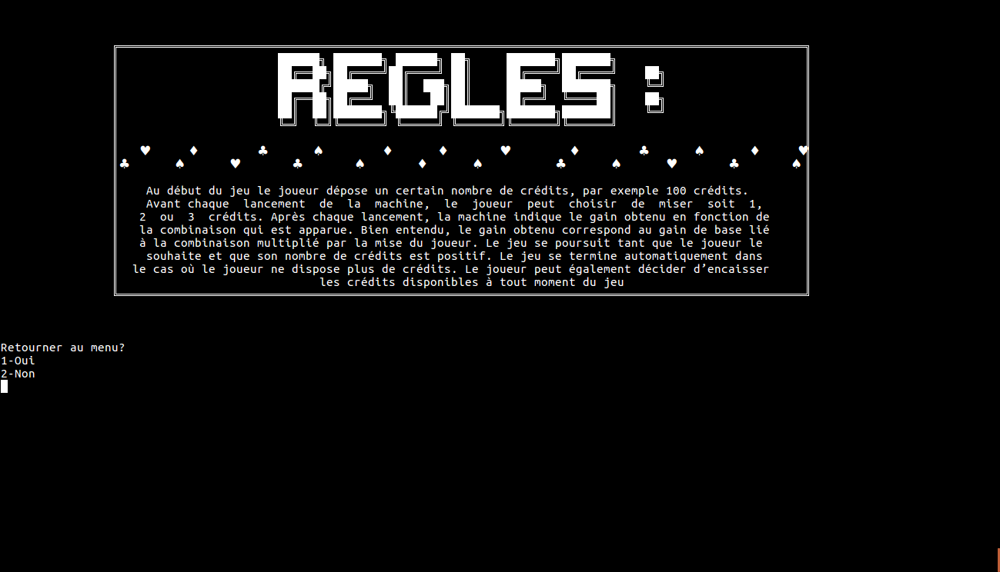 REGLES :
♥ ♦ ♣ ♠ ♦ ♦ ♥ ♦ ♣ ♠ ♦ ♥
♣ ♠ ♥ ♣ ♠ ♦ ♠ ♣ ♠ ♥ ♣ ♠
Au début du jeu le joueur dépose un certain nombre de crédits, par exemple 100 crédits.
Avant chaque lancement de la machine, le joueur peut choisir de miser soit 1,
2 ou 3 crédits. Après chaque lancement, la machine indique le gain obtenu en fonction de
la combinaison qui est apparue. Bien entendu, le gain obtenu correspond au gain de base lié
à la combinaison multiplié par la mise du joueur. Le jeu se poursuit tant que le joueur le
souhaite et que son nombre de crédits est positif. Le jeu se termine automatiquement dans
le cas où le joueur ne dispose plus de crédits. Le joueur peut également décider d’encaisser
les crédits disponibles à tout moment du jeu
Retourner au menu?
1-Oui
2-Non